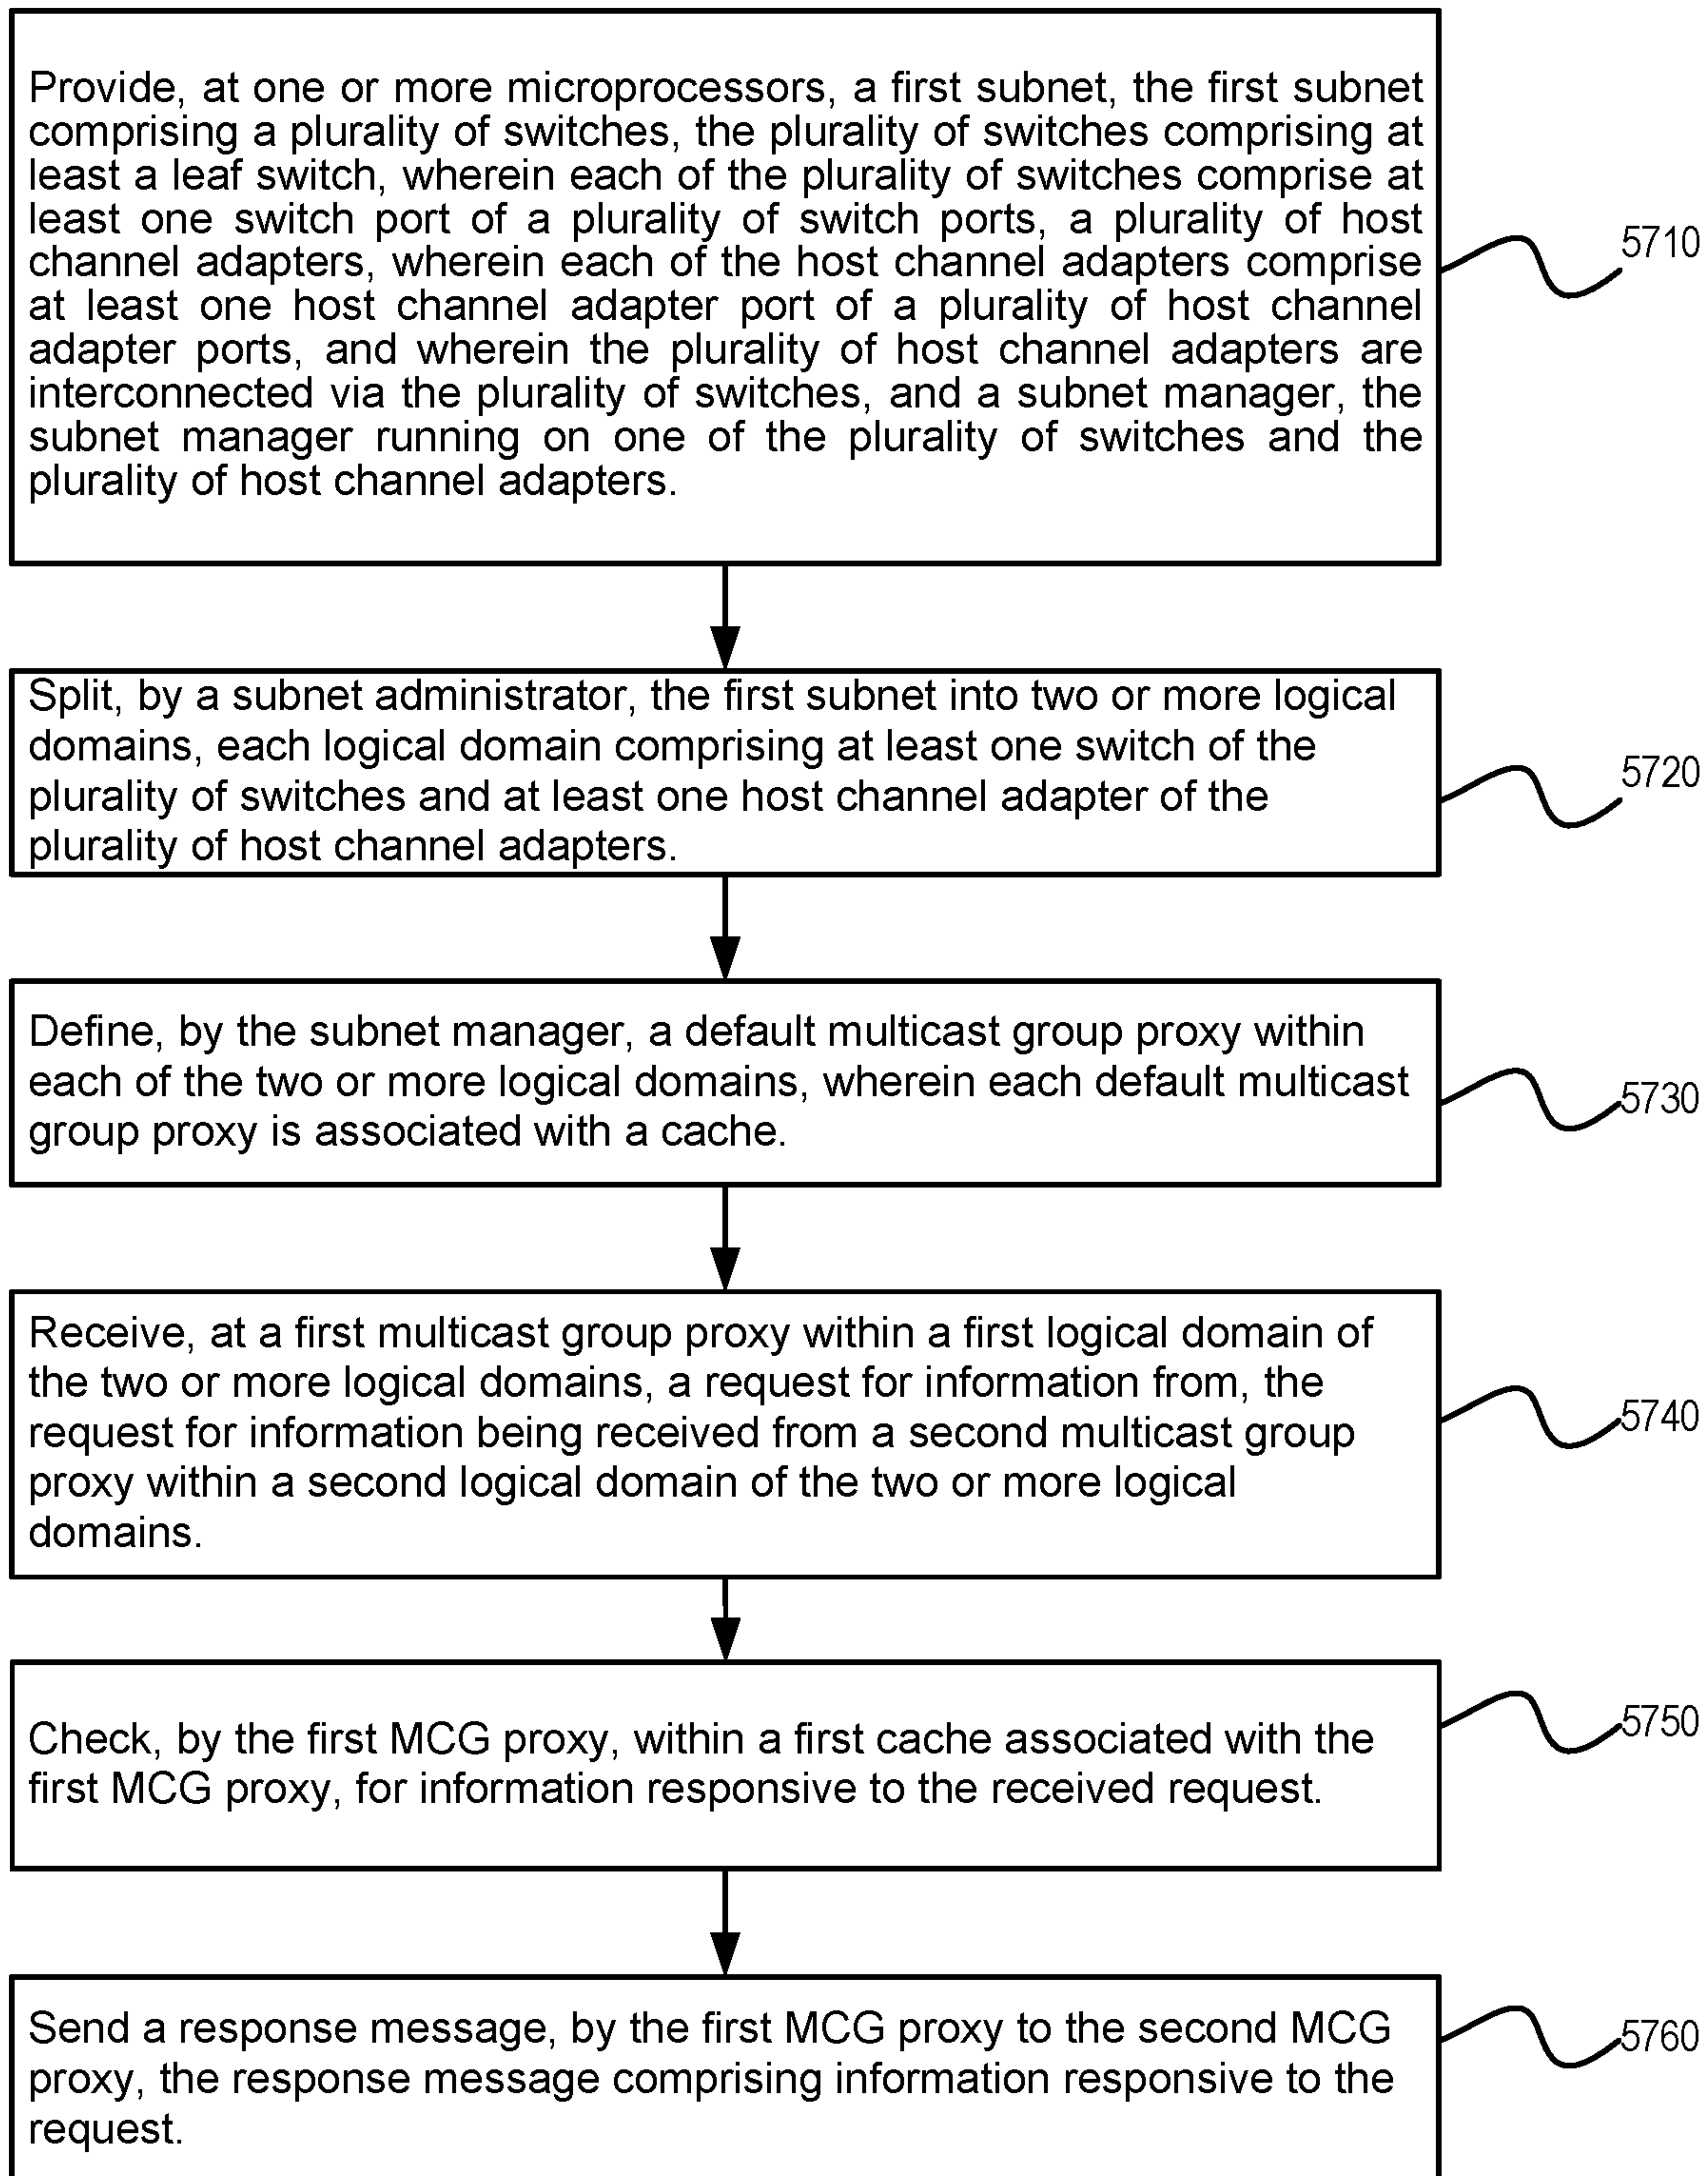 Provide, at one or more microprocessors, a first subnet, the first subnet
comprising a plurality of switches, the plurality of switches comprising at
least a leaf switch, wherein each of the plurality of switches comprise at
least one switch port of a plurality of switch ports, a plurality of host
channel adapters, wherein each of the host channel adapters comprise
at least one host channel adapter port of a plurality of host channel
adapter ports, and wherein the plurality of host channel adapters are
interconnected via the plurality of switches, and a subnet manager, the
subnet manager running on one of the plurality of switches and the
plurality of host channel adapters.
5710
Split, by a subnet administrator, the first subnet into two or more logical
domains, each logical domain comprising at least one switch of the
plurality of switches and at least one host channel adapter of the
plurality of host channel adapters.
5720
Define, by the subnet manager, a default multicast group proxy within
each of the two or more logical domains, wherein each default multicast
group proxy is associated with a cache.
5730
Receive, at a first multicast group proxy within a first logical domain of
the two or more logical domains, a request for information from, the
request for information being received from a second multicast group
proxy within a second logical domain of the two or more logical
domains.
5740
Check, by the first MCG proxy, within a first cache associated with the
first MCG proxy, for information responsive to the received request.
5750
Send a response message, by the first MCG proxy to the second MCG
proxy, the response message comprising information responsive to the
request.
5760